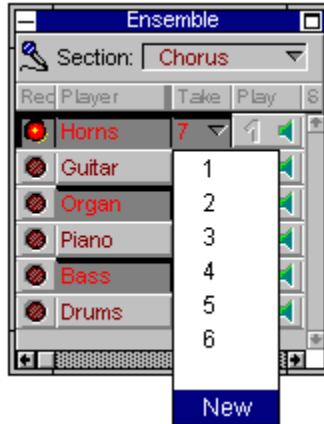 Ensemble
Section: Chorus
Rec Player Take Play S
Horns 7
Guitar 1
Organ 2
Piano 3
Bass 4
Drums 5
6
New